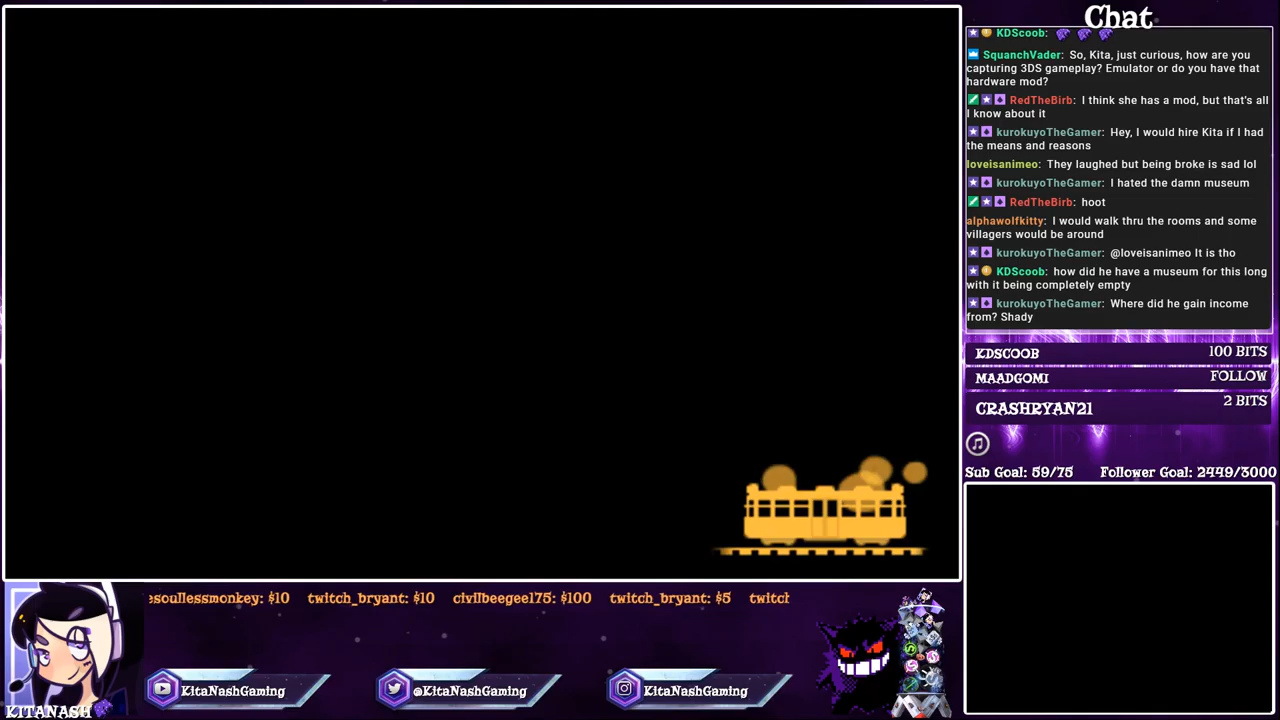 Chat
KDScoob:
SquanchVader: So, Kita, just curious, how are you
capturing 3DS gameplay? Emulator or do you have that
hardware mod?
RedTheBirb: I think she has a mod, but that's all
I know about it
kurokuyoTheGamer: Hey, I would hire Kita if I had
the means and reasons
loveisanimeo: They laughed but being broke is sad lol
kurokuyoTheGamer: I hated the damn museum
RedTheBirb: hoot
alphawolfkitty: I would walk thru the rooms and some
villagers would be around
kurokuyoTheGamer: @loveisanimeo It is tho
KDScoob: how did he have a museum for this long
with it being completely empty
kurokuyoTheGamer: Where did he gain income
from? Shady
KDSCOOB 100 BITS
MAADGOMI FOLLOW
CRASHRYAN21 2 BITS
Sub Goal: 59/75 Follower Goal: 2449/3000
esoullessmonkey: $10 twitch_bryant: $10 civilbeegee175: $100 twitch_bryant: $5 twitch
KitaNashGaming @KitaNashGaming KitaNashGaming
KITANASH